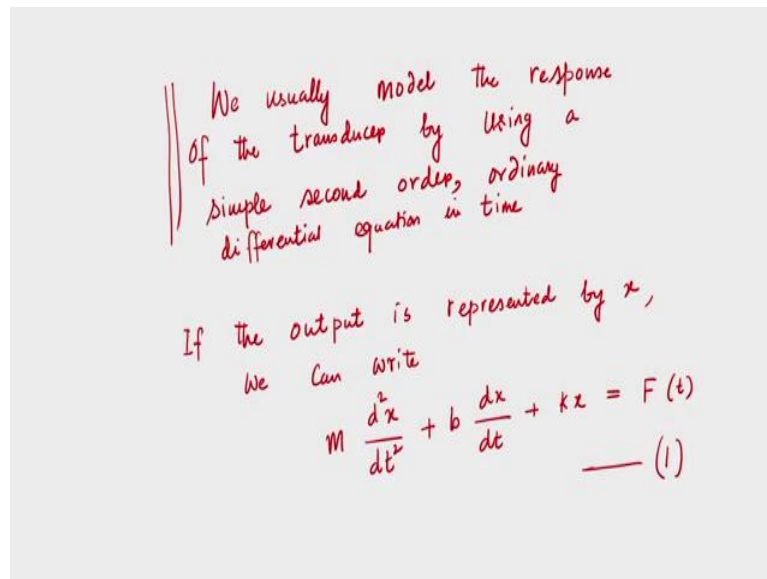 We usually model the response
of the transducer by using a
simple second order, ordinary
differential equation in time
If the output is represented by x,
we can write
m d²x/dt² + b dx/dt + kx = F(t)
—— (1)